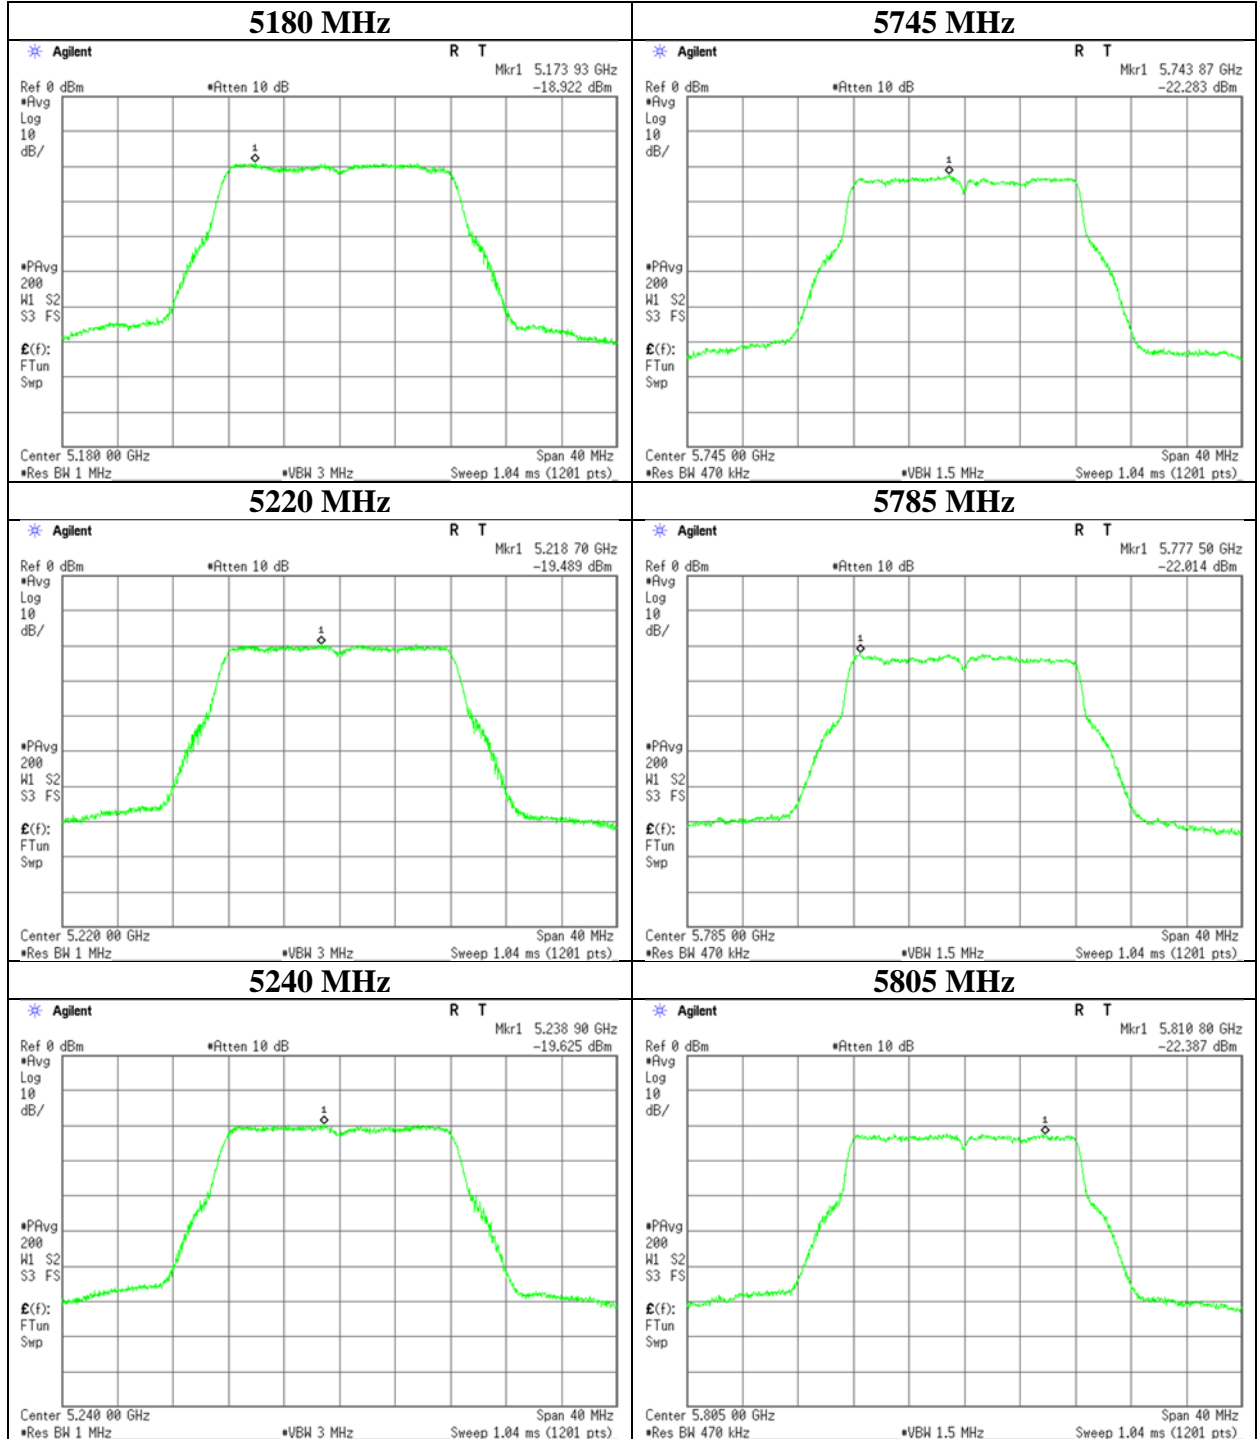 5180 MHz
Agilent
R T
Mkr1 5.173 93 GHz
Ref 0 dBm #Atten 10 dB -18.922 dBm
#Avg
Log
10
dB/
1
#PAvg
200
W1 S2
S3 FS
£(f):
FTun
Swp
Center 5.180 00 GHz Span 40 MHz
#Res BW 1 MHz #VBW 3 MHz Sweep 1.04 ms (1201 pts)
5745 MHz
Agilent
R T
Mkr1 5.743 87 GHz
Ref 0 dBm #Atten 10 dB -22.283 dBm
#Avg
Log
10
dB/
1
#PAvg
200
W1 S2
S3 FS
£(f):
FTun
Swp
Center 5.745 00 GHz Span 40 MHz
#Res BW 470 kHz #VBW 1.5 MHz Sweep 1.04 ms (1201 pts)
5220 MHz
Agilent
R T
Mkr1 5.218 70 GHz
Ref 0 dBm #Atten 10 dB -19.489 dBm
#Avg
Log
10
dB/
1
#PAvg
200
W1 S2
S3 FS
£(f):
FTun
Swp
Center 5.220 00 GHz Span 40 MHz
#Res BW 1 MHz #VBW 3 MHz Sweep 1.04 ms (1201 pts)
5785 MHz
Agilent
R T
Mkr1 5.777 50 GHz
Ref 0 dBm #Atten 10 dB -22.014 dBm
#Avg
Log
10
dB/
1
#PAvg
200
W1 S2
S3 FS
£(f):
FTun
Swp
Center 5.785 00 GHz Span 40 MHz
#Res BW 470 kHz #VBW 1.5 MHz Sweep 1.04 ms (1201 pts)
5240 MHz
Agilent
R T
Mkr1 5.238 90 GHz
Ref 0 dBm #Atten 10 dB -19.625 dBm
#Avg
Log
10
dB/
1
#PAvg
200
W1 S2
S3 FS
£(f):
FTun
Swp
Center 5.240 00 GHz Span 40 MHz
#Res BW 1 MHz #VBW 3 MHz Sweep 1.04 ms (1201 pts)
5805 MHz
Agilent
R T
Mkr1 5.810 80 GHz
Ref 0 dBm #Atten 10 dB -22.387 dBm
#Avg
Log
10
dB/
1
#PAvg
200
W1 S2
S3 FS
£(f):
FTun
Swp
Center 5.805 00 GHz Span 40 MHz
#Res BW 470 kHz #VBW 1.5 MHz Sweep 1.04 ms (1201 pts)